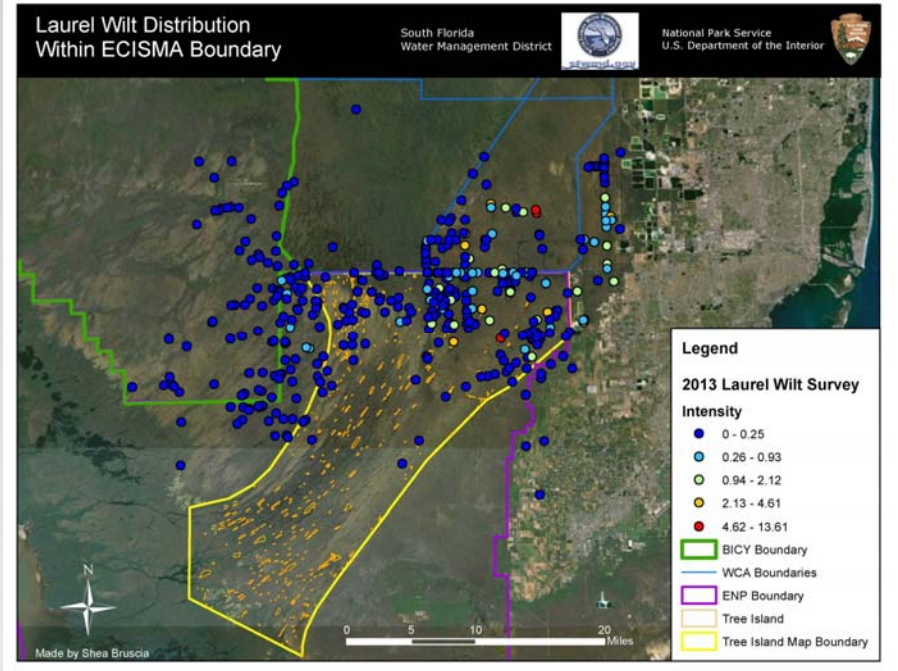 Laurel Wilt Distribution
Within ECISMA Boundary
South Florida
Water Management District
sfwmd.gov
National Park Service
U.S. Department of the Interior
Legend
2013 Laurel Wilt Survey
Intensity
0 - 0.25
0.26 - 0.93
0.94 - 2.12
2.13 - 4.61
4.62 - 13.61
BICY Boundary
WCA Boundaries
ENP Boundary
Tree Island
Tree Island Map Boundary
N
0 5 10 20
Miles
Made by Shea Bruscia